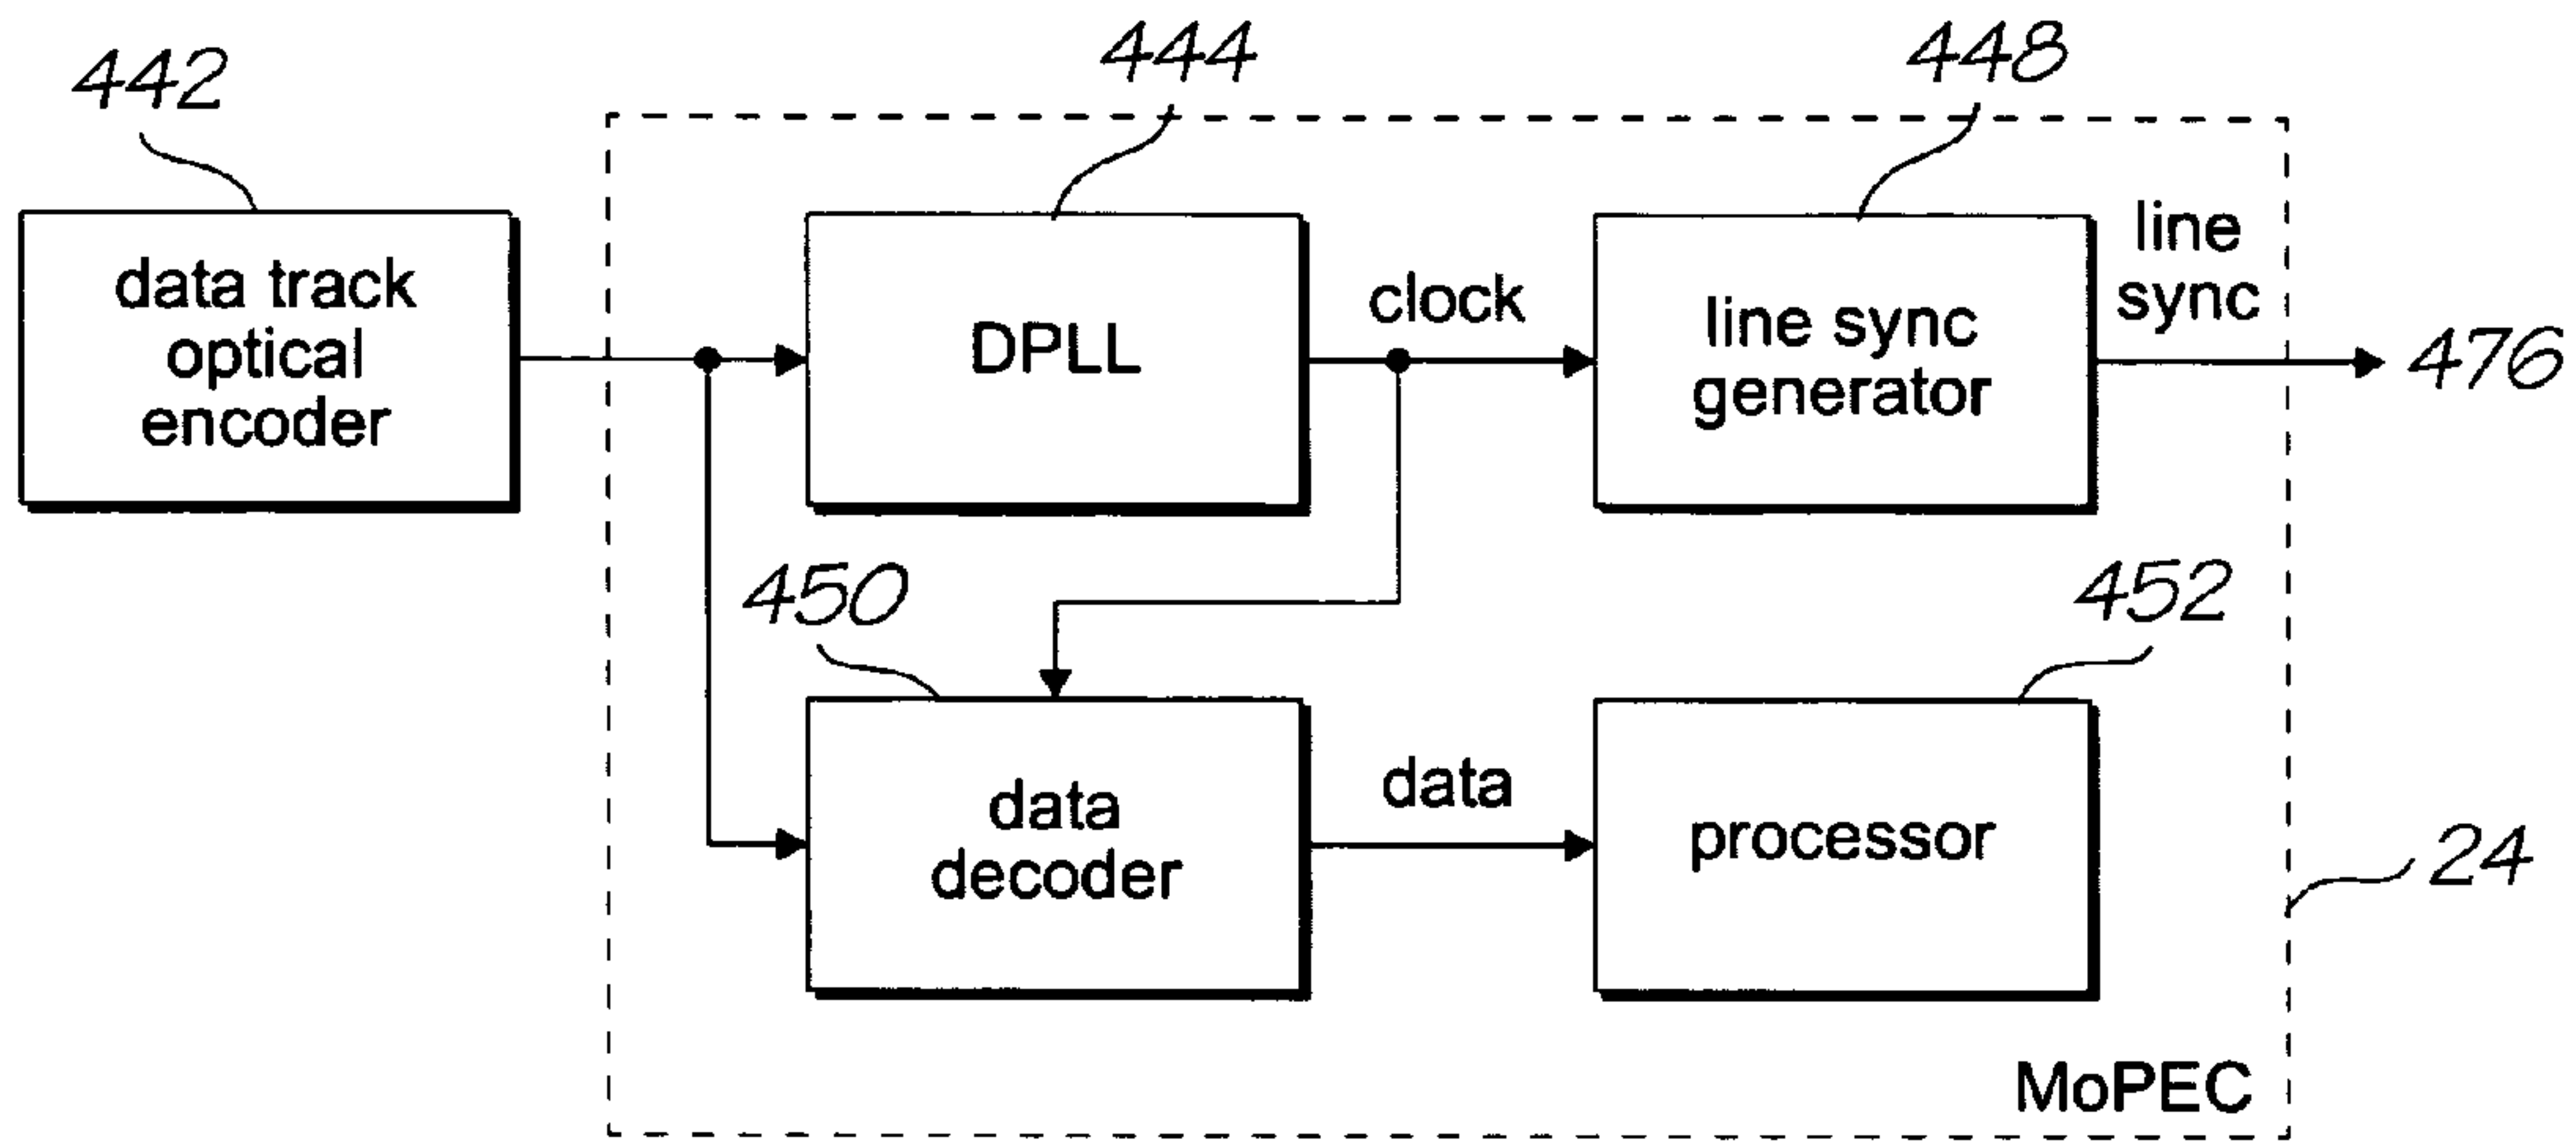 442
444
448
data track
optical
encoder
DPLL
clock
line sync
generator
line
sync
476
450
452
data
decoder
data
processor
24
MoPEC